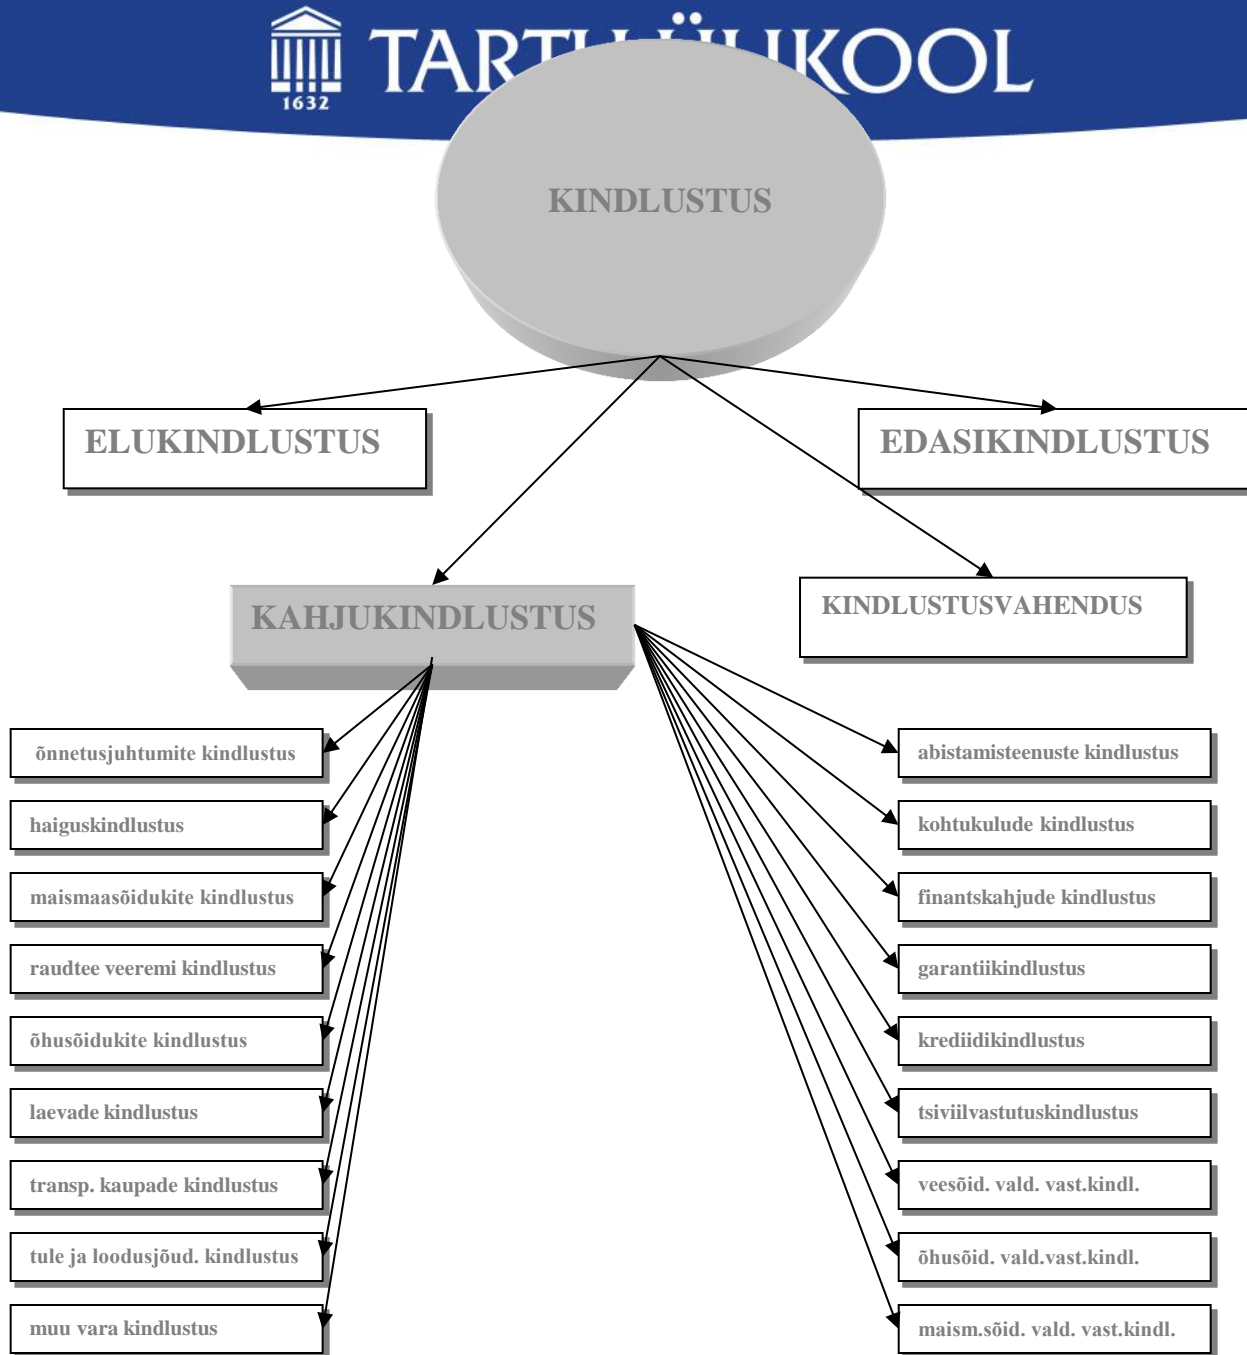 TARTU ÜLIKOOL
1632
KINDLUSTUS
ELUKINDLUSTUS
EDASIKINDLUSTUS
KAHJUKINDLUSTUS
KINDLUSTUSVAHENDUS
õnnetusjuhtumite kindlustus
haiguskindlustus
maismaasõidukite kindlustus
raudtee veeremi kindlustus
õhusõidukite kindlustus
laevade kindlustus
transp. kaupade kindlustus
tule ja loodusjõud. kindlustus
muu vara kindlustus
abistamisteenuste kindlustus
kohtukulude kindlustus
finantskahjude kindlustus
garantiikindlustus
krediidikindlustus
tsiviilvastutuskindlustus
veesõid. vald. vast.kindl.
õhusõid. vald.vast.kindl.
maism.sõid. vald. vast.kindl.